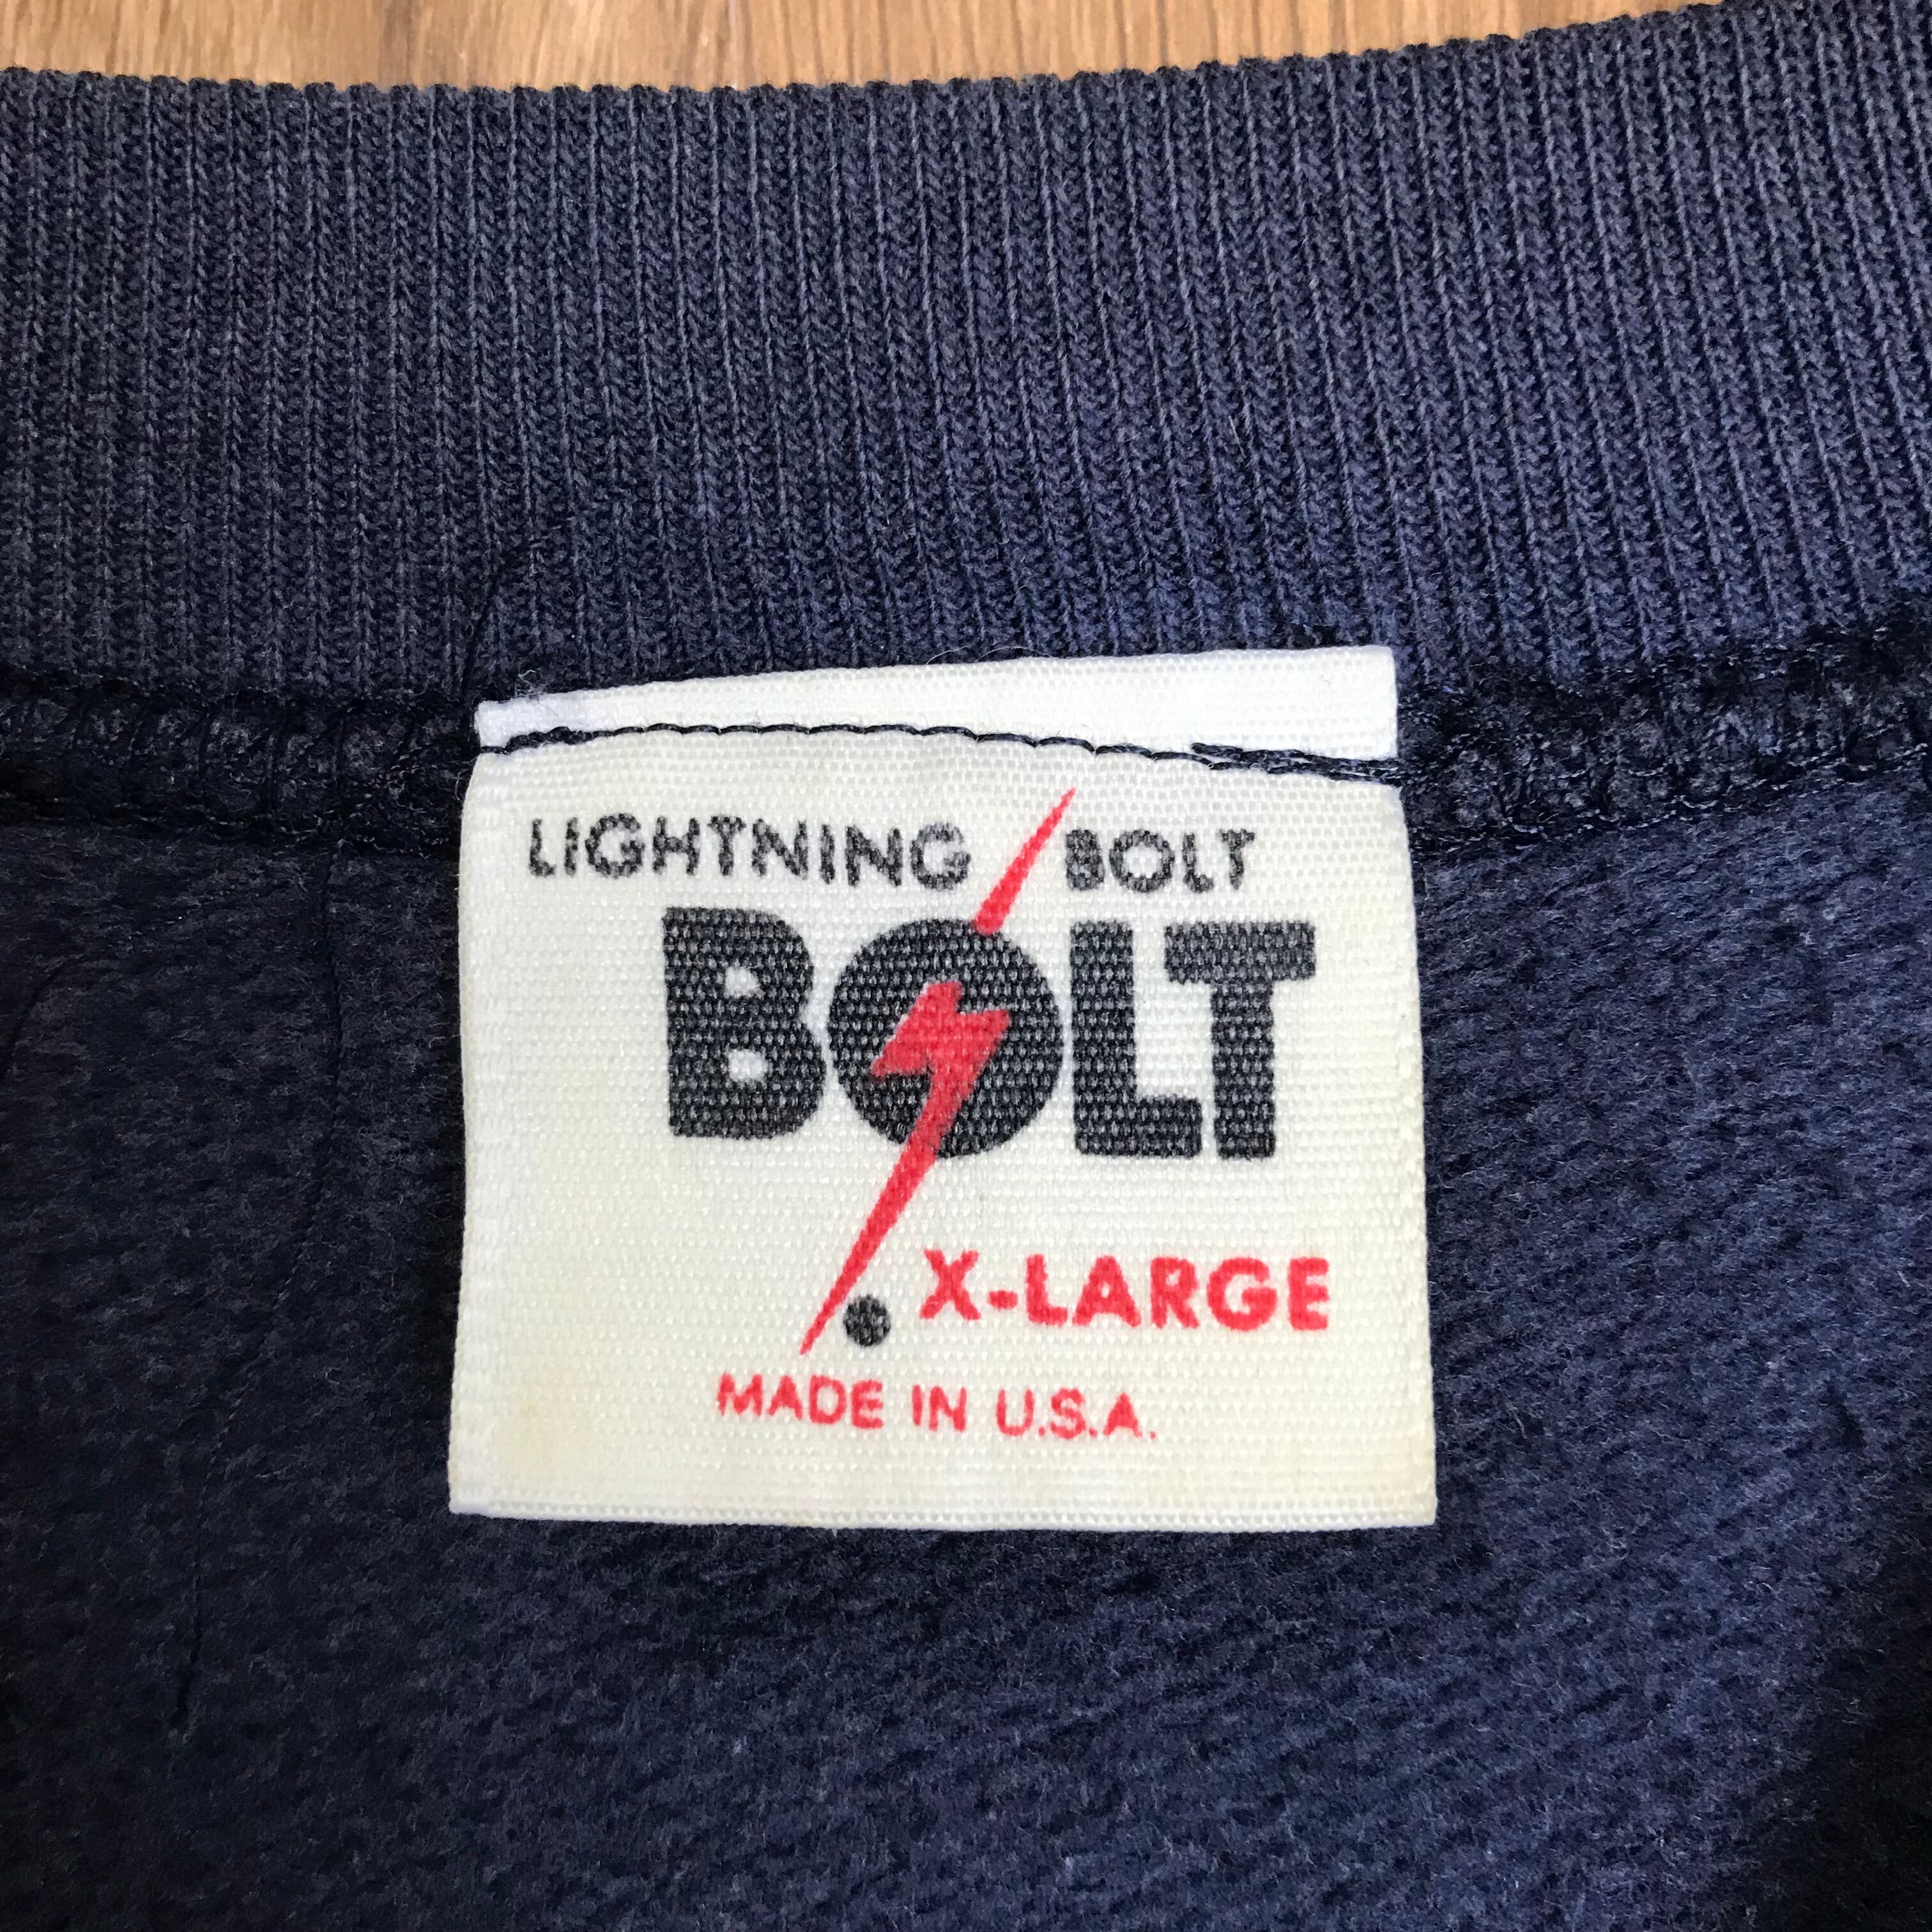 LIGHTNING BOLT
BOLT
X-LARGE
MADE IN U.S.A.